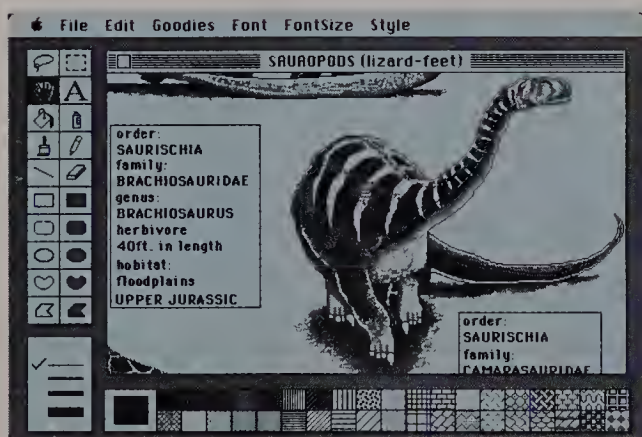 File Edit Goodies Font FontSize Style
SAUROPODS (lizard-feet)
A
order:
SAURISCHIA
family:
BRACHIOSAURIDAE
genus:
BRACHIOSAURUS
herbivore
40ft. in length
habitat:
floodplains
UPPER JURASSIC
order:
SAURISCHIA
family:
CAMARASAURIDAE